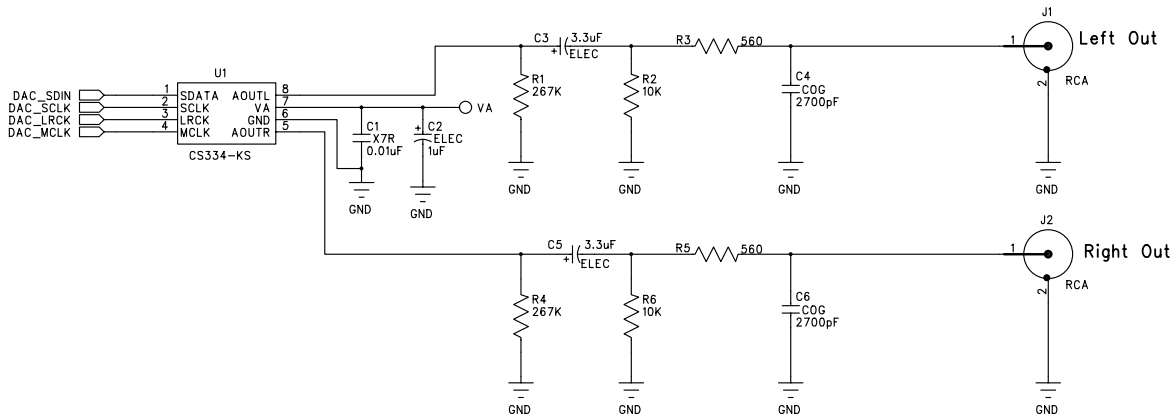 J1
Left Out
1
2
RCA
C3
3.3uF
+
ELEC
R3
560
R1
267K
R2
10K
C4
COG
2700pF
GND
GND
GND
GND
U1
DAC_SDIN
DAC_SCLK
DAC_LRCK
DAC_MCLK
1
2
3
4
SDATA
SCLK
LRCK
MCLK
AOUTL
VA
GND
AOUTR
8
7
6
5
CS334-KS
VA
C1
X7R
0.01uF
+
C2
ELEC
1uF
GND
GND
J2
Right Out
1
2
RCA
C5
3.3uF
+
ELEC
R5
560
R4
267K
R6
10K
C6
COG
2700pF
GND
GND
GND
GND